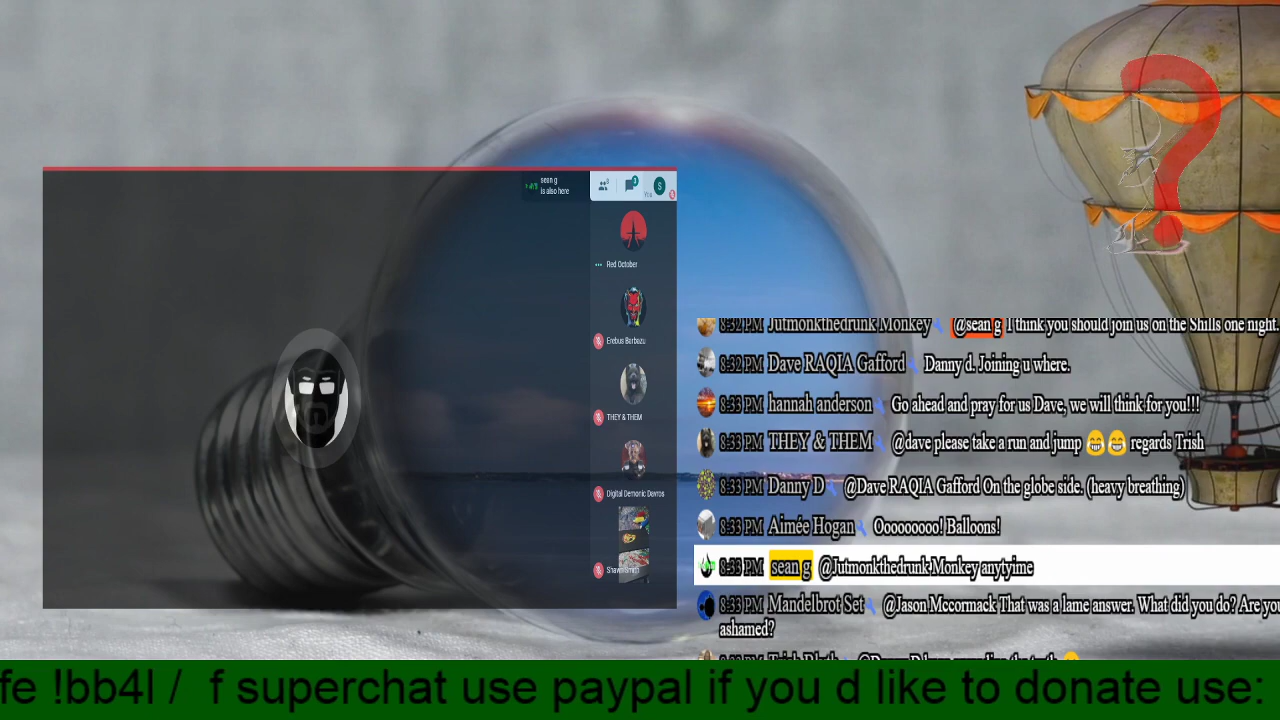 sean g
is also here
3
You
S
Red October
Erebus Barbazu
THEY & THEM
Digital Demonic Davros
Shawn Smith
8:32 PM Jutmonkthedrunk Monkey @sean g I think you should join us on the Shills one night.
8:32 PM Dave RAQIA Gafford Danny d. Joining u where.
8:33 PM hannah anderson Go ahead and pray for us Dave, we will think for you!!!
8:33 PM THEY & THEM @dave please take a run and jump 😁😂 regards Trish
8:33 PM Danny D @Dave RAQIA Gafford On the globe side. (heavy breathing)
8:33 PM Aimée Hogan Ooooooooo! Balloons!
8:33 PM sean g @Jutmonkthedrunk Monkey anytyime
8:33 PM Mandelbrot Set @Jason Mccormack That was a lame answer. What did you do? Are you
ashamed?
fe !bb4l / f superchat use paypal if you d like to donate use:
?